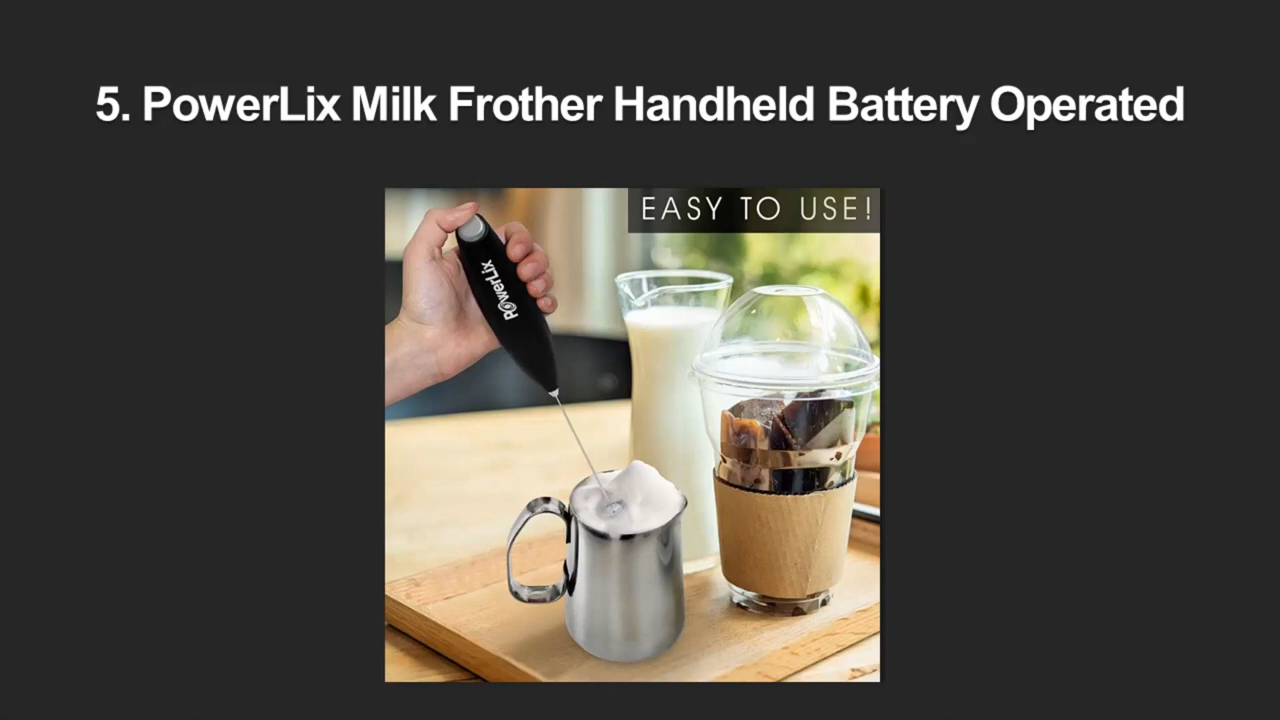 5. PowerLix Milk Frother Handheld Battery Operated
EASY TO USE!
PowerLix